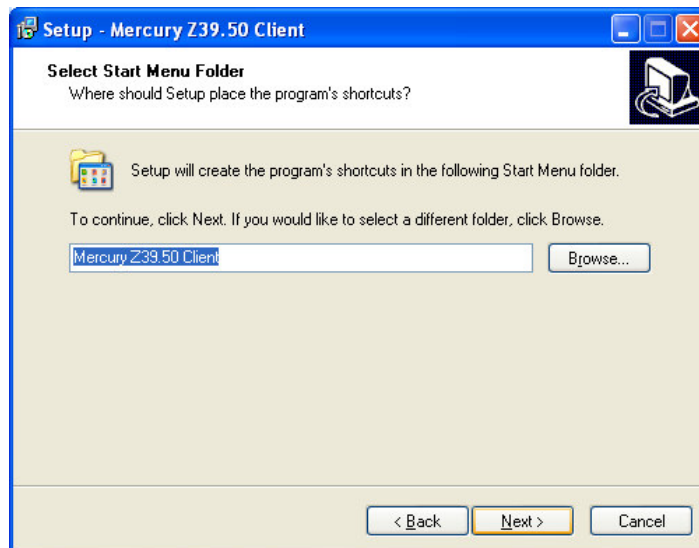 Setup - Mercury Z39.50 Client
Select Start Menu Folder
Where should Setup place the program's shortcuts?
Setup will create the program's shortcuts in the following Start Menu folder.
To continue, click Next. If you would like to select a different folder, click Browse.
Mercury Z39.50 Client
Browse...
< Back
Next >
Cancel